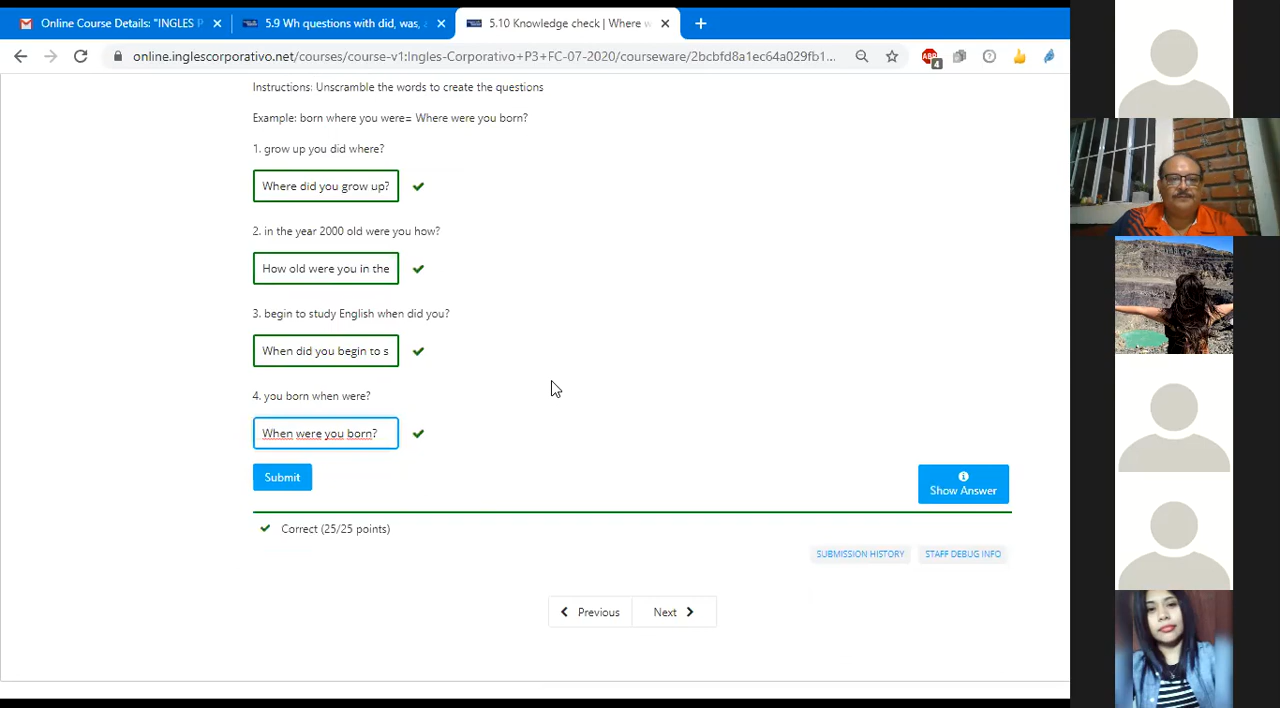 Online Course Details: "INGLES P
5.9 Wh questions with did, was,
5.10 Knowledge check | Where w
online.inglescorporativo.net/courses/course-v1:Ingles-Corporativo+P3+FC-07-2020/courseware/2bcbfd8a1ec64a029fb1...
ABP
4
Instructions: Unscramble the words to create the questions
Example: born where you were= Where were you born?
1. grow up you did where?
Where did you grow up?
2. in the year 2000 old were you how?
How old were you in the
3. begin to study English when did you?
When did you begin to s
4. you born when were?
When were you born?
Submit
Show Answer
Correct (25/25 points)
SUBMISSION HISTORY
STAFF DEBUG INFO
Previous
Next